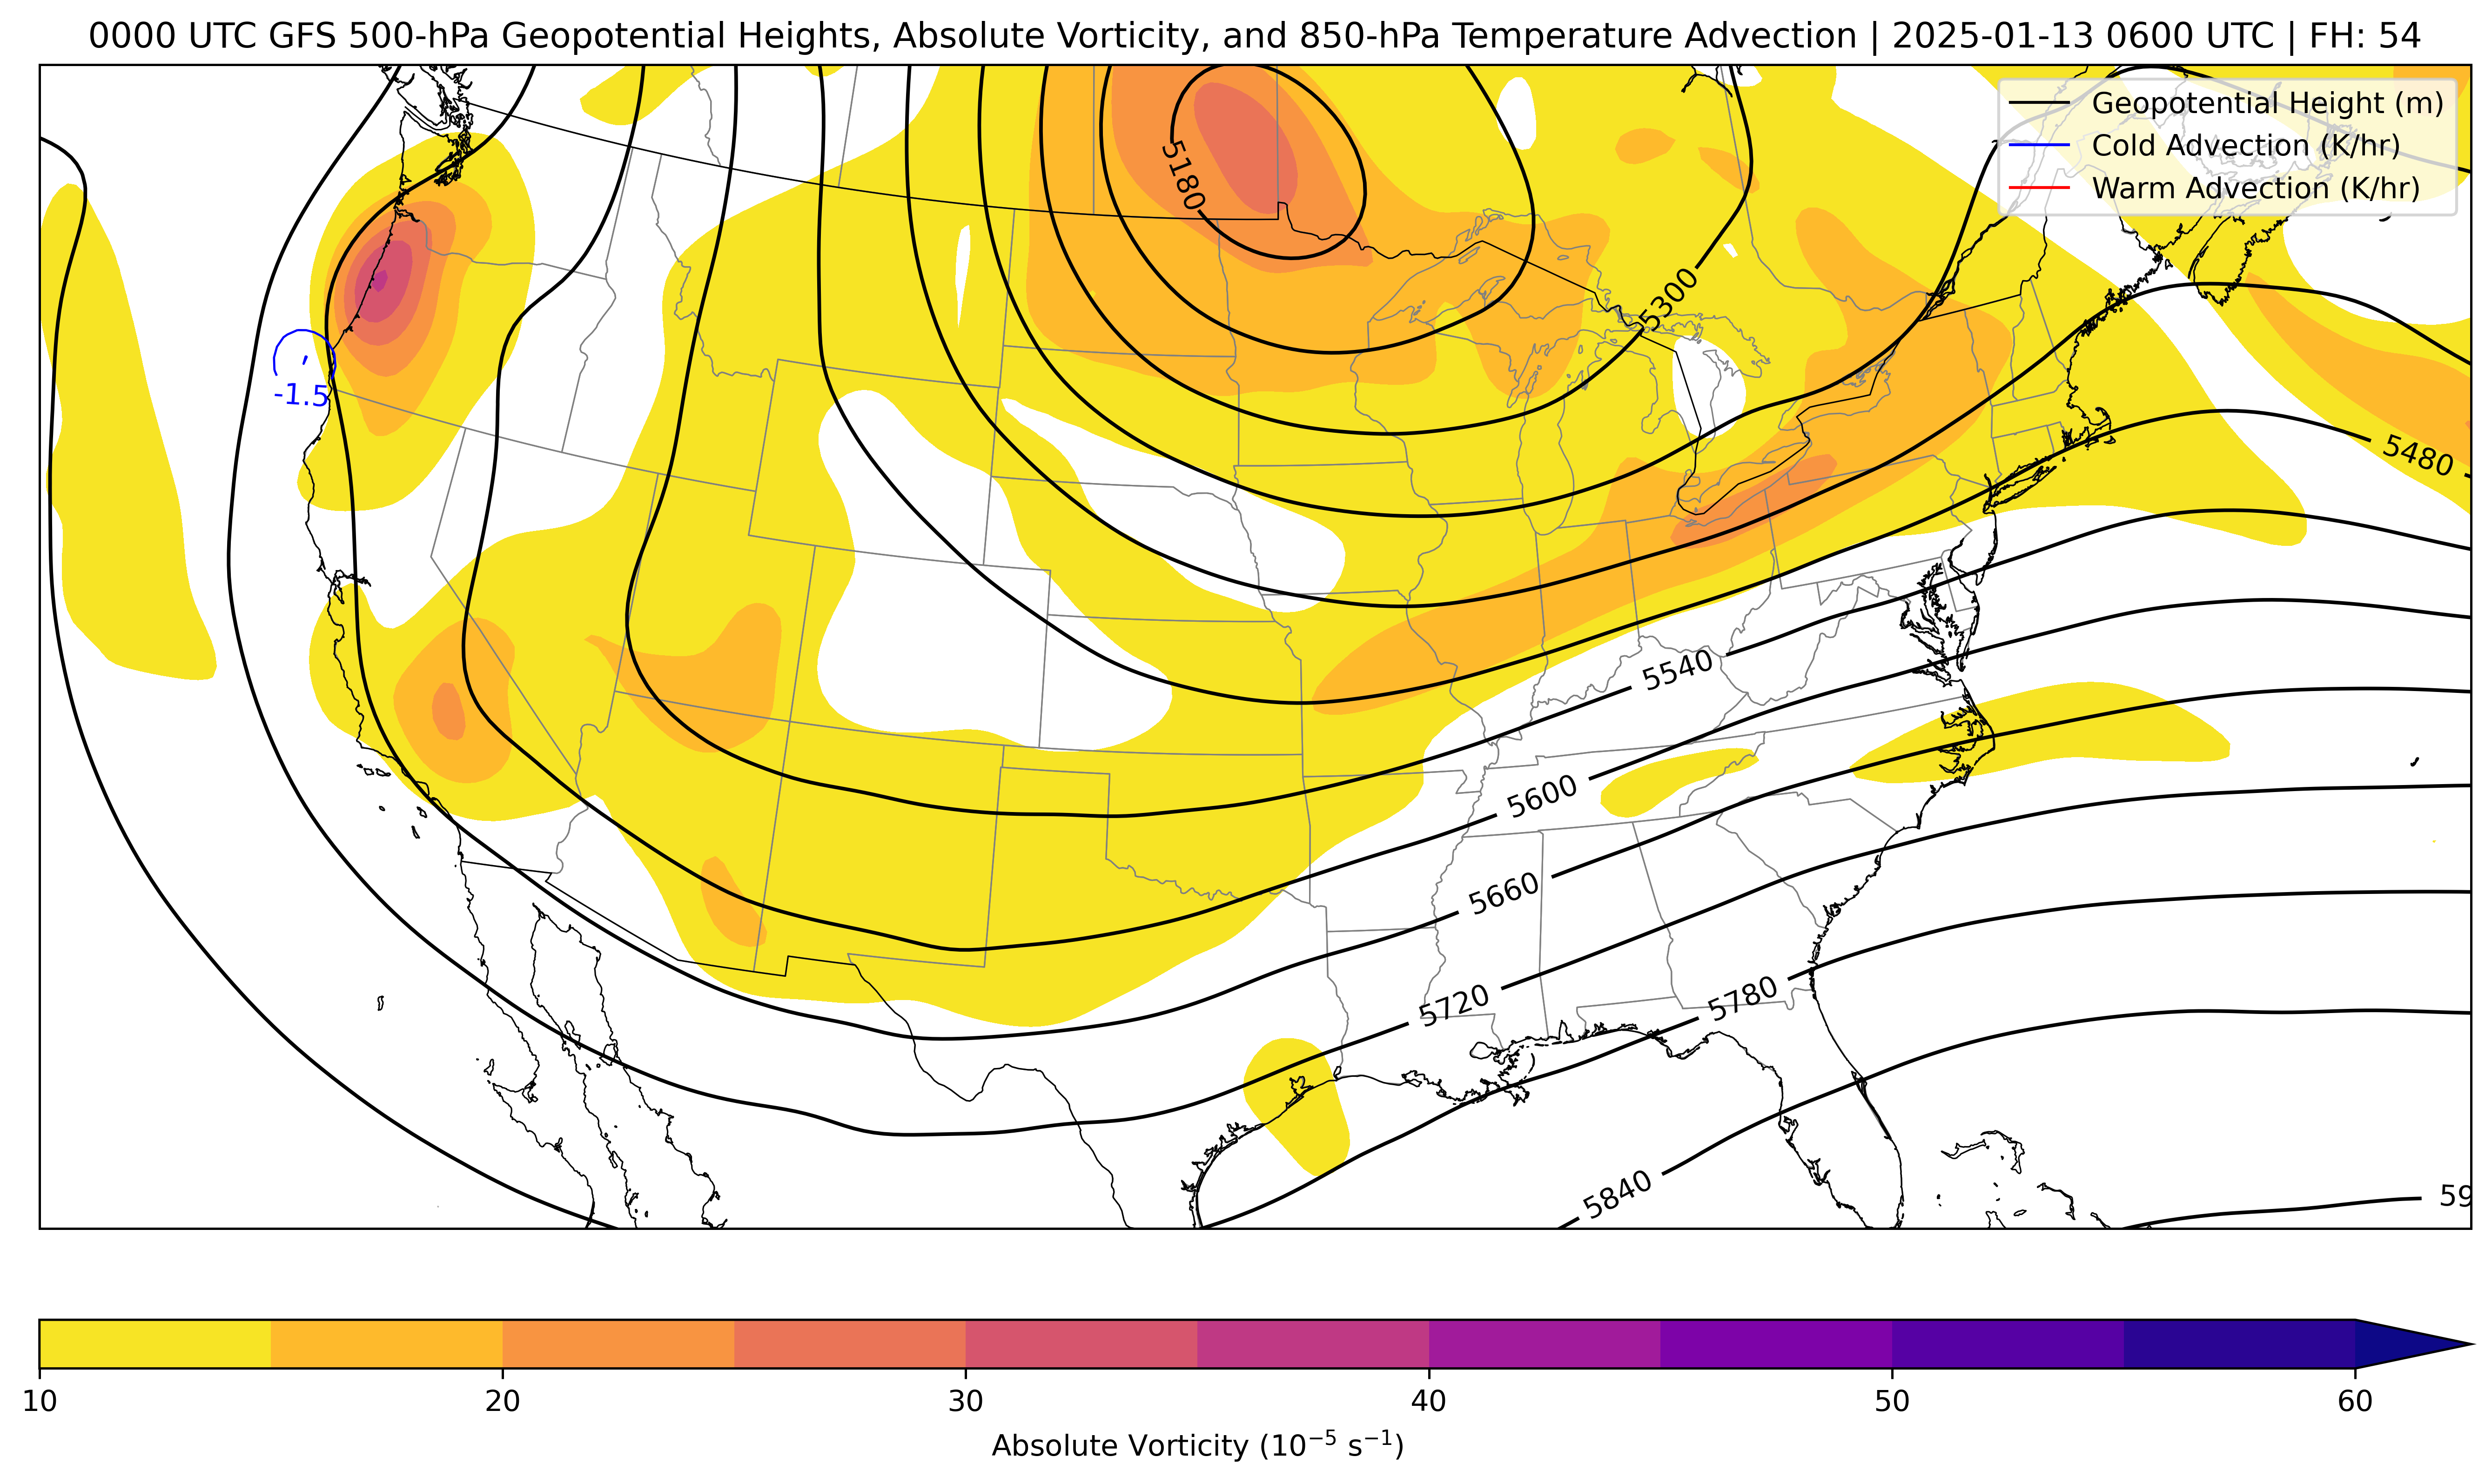 0000 UTC GFS 500-hPa Geopotential Heights, Absolute Vorticity, and 850-hPa Temperature Advection | 2025-01-13 0600 UTC | FH: 54
Geopotential Height (m)
Cold Advection (K/hr)
Warm Advection (K/hr)
5180
5300
-1.5
5480
5540
5600
5660
5720
5780
5840
59
10 20 30 40 50 60
Absolute Vorticity (10⁻⁵ s⁻¹)